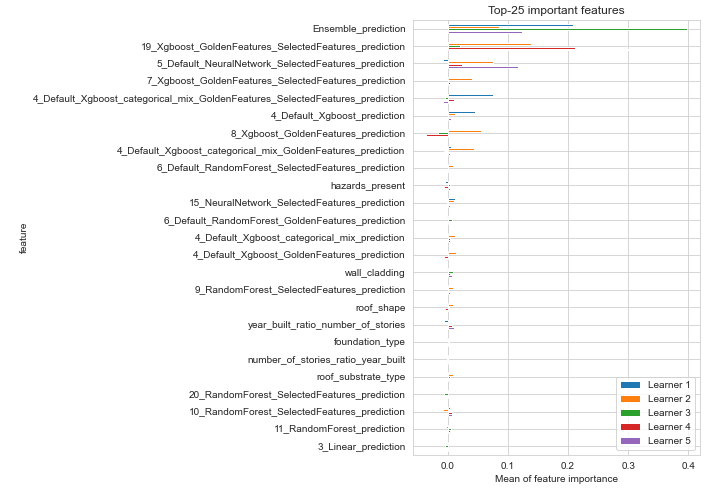 Top-25 important features
Ensemble_prediction
19_Xgboost_GoldenFeatures_SelectedFeatures_prediction
5_Default_NeuralNetwork_SelectedFeatures_prediction
7_Xgboost_GoldenFeatures_SelectedFeatures_prediction
4_Default_Xgboost_categorical_mix_GoldenFeatures_SelectedFeatures_prediction
4_Default_Xgboost_prediction
8_Xgboost_GoldenFeatures_prediction
4_Default_Xgboost_categorical_mix_GoldenFeatures_prediction
6_Default_RandomForest_SelectedFeatures_prediction
hazards_present
15_NeuralNetwork_SelectedFeatures_prediction
6_Default_RandomForest_GoldenFeatures_prediction
4_Default_Xgboost_categorical_mix_prediction
4_Default_Xgboost_GoldenFeatures_prediction
wall_cladding
9_RandomForest_SelectedFeatures_prediction
roof_shape
year_built_ratio_number_of_stories
foundation_type
number_of_stories_ratio_year_built
roof_substrate_type
20_RandomForest_SelectedFeatures_prediction
10_RandomForest_SelectedFeatures_prediction
11_RandomForest_prediction
3_Linear_prediction
feature
Learner 1
Learner 2
Learner 3
Learner 4
Learner 5
0.0 0.1 0.2 0.3 0.4
Mean of feature importance